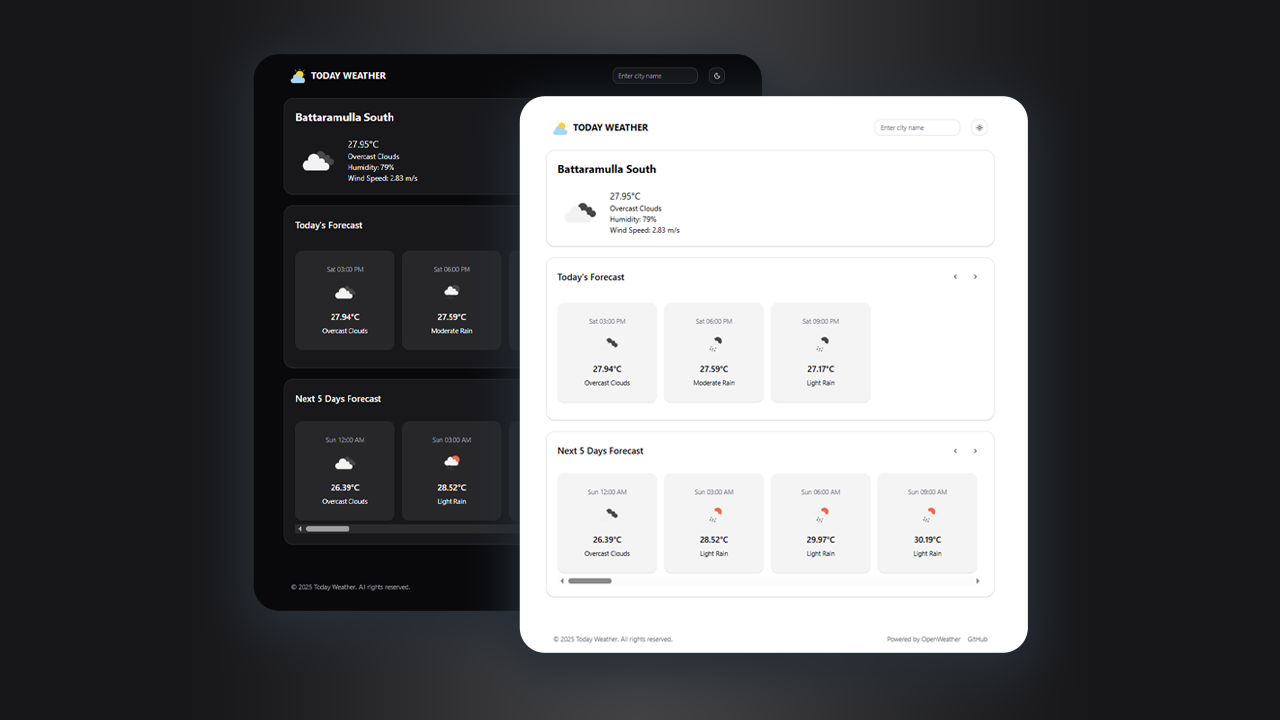 TODAY WEATHER
Enter city name
Battaramulla South
27.95°C
Overcast Clouds
Humidity: 79%
Wind Speed: 2.83 m/s
Today's Forecast
Sat 03:00 PM
27.94°C
Overcast Clouds
Sat 06:00 PM
27.59°C
Moderate Rain
Next 5 Days Forecast
Sun 12:00 AM
26.39°C
Overcast Clouds
Sun 03:00 AM
28.52°C
Light Rain
© 2025 Today Weather. All rights reserved.
TODAY WEATHER
Enter city name
Battaramulla South
27.95°C
Overcast Clouds
Humidity: 79%
Wind Speed: 2.83 m/s
Today's Forecast
Sat 03:00 PM
27.94°C
Overcast Clouds
Sat 06:00 PM
27.59°C
Moderate Rain
Sat 09:00 PM
27.17°C
Light Rain
Next 5 Days Forecast
Sun 12:00 AM
26.39°C
Overcast Clouds
Sun 03:00 AM
28.52°C
Light Rain
Sun 06:00 AM
29.97°C
Light Rain
Sun 09:00 AM
30.19°C
Light Rain
© 2025 Today Weather. All rights reserved.
Powered by OpenWeather
GitHub